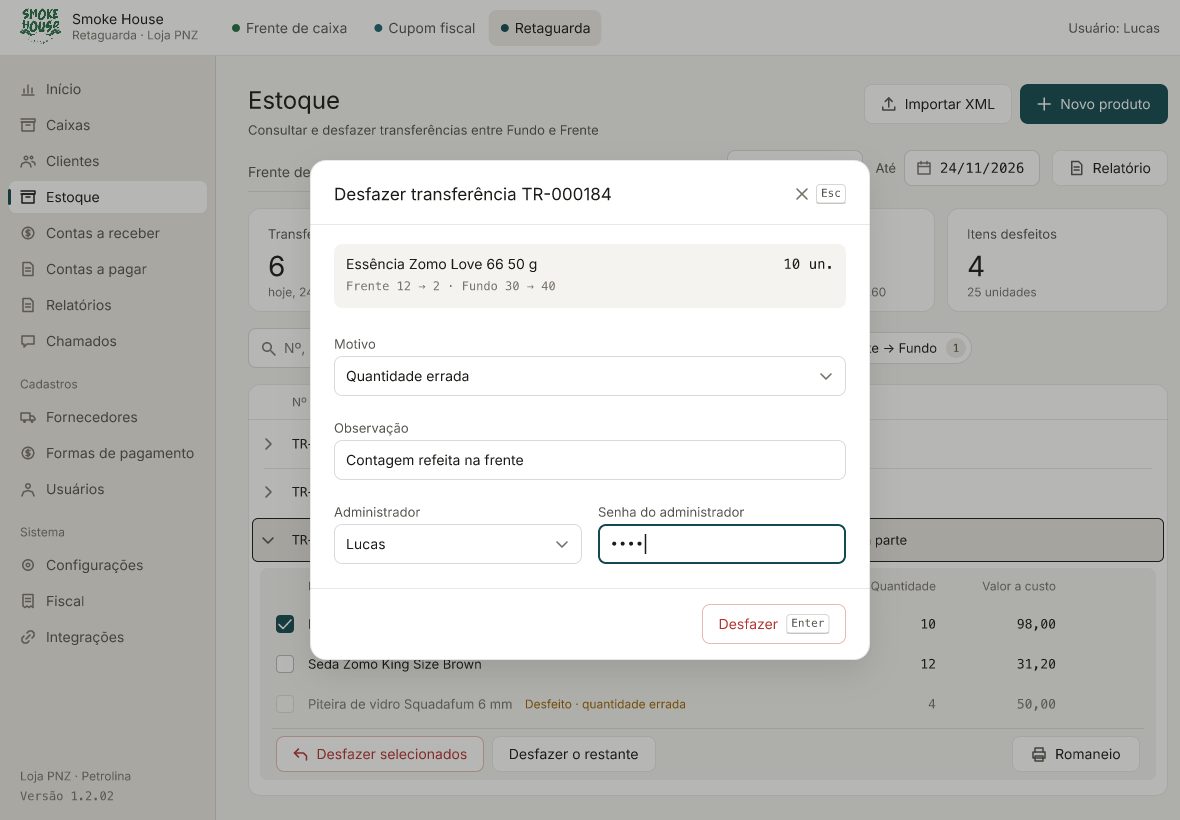 SMOKE
HOUSE
Smoke House
Retaguarda · Loja PNZ
Frente de caixa
Cupom fiscal
Retaguarda
Usuário: Lucas
Início
Caixas
Clientes
Estoque
Contas a receber
Contas a pagar
Relatórios
Chamados
Cadastros
Fornecedores
Formas de pagamento
Usuários
Sistema
Configurações
Fiscal
Integrações
Loja PNZ · Petrolina
Versão 1.2.02
Estoque
Consultar e desfazer transferências entre Fundo e Frente
Importar XML
+ Novo produto
Frente de
Até
24/11/2026
Relatório
Transfe
6
hoje, 24
60
Itens desfeitos
4
25 unidades
Nº,
→ Fundo 1
Nº
TR-
TR-
TR-
parte
Desfazer transferência TR-000184
Esc
Essência Zomo Love 66 50 g 10 un.
Frente 12 → 2 · Fundo 30 → 40
Motivo
Quantidade errada
Observação
Contagem refeita na frente
Administrador
Lucas
Senha do administrador
••••
Desfazer Enter
Quantidade Valor a custo
10 98,00
Seda Zomo King Size Brown 12 31,20
Piteira de vidro Squadafum 6 mm Desfeito · quantidade errada 4 50,00
Desfazer selecionados
Desfazer o restante
Romaneio